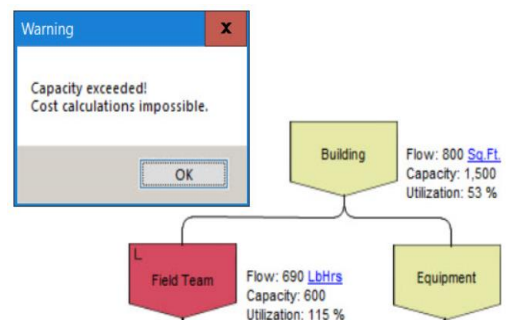 Warning
x
Capacity exceeded!
Cost calculations impossible.
OK
Building
Flow: 800 Sq.Ft.
Capacity: 1,500
Utilization: 53 %
L
Field Team
Flow: 690 LbHrs
Capacity: 600
Utilization: 115 %
Equipment